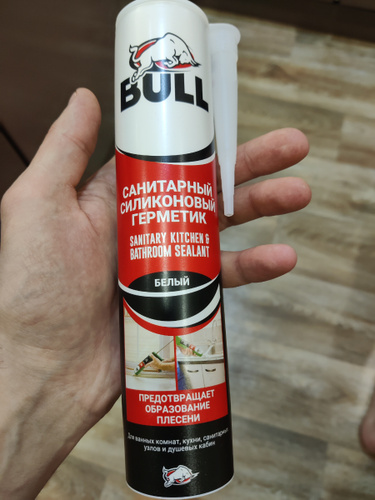 BULL
САНИТАРНЫЙ
СИЛИКОНОВЫЙ
ГЕРМЕТИК
SANITARY KITCHEN &
BATHROOM SEALANT
БЕЛЫЙ
ПРЕДОТВРАЩАЕТ
ОБРАЗОВАНИЕ
ПЛЕСЕНИ
Для ванных комнат, кухни, санитарных
узлов и душевых кабин